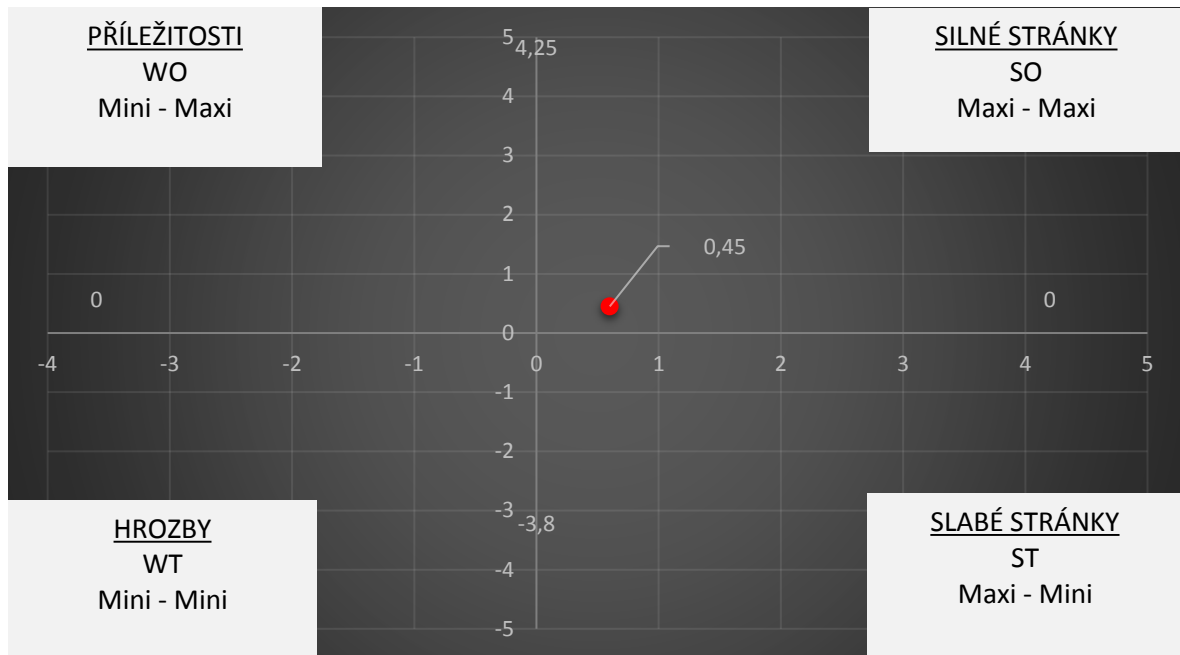 PŘÍLEŽITOSTI
WO
Mini - Maxi
SILNÉ STRÁNKY
SO
Maxi - Maxi
5
4,25
4
3
2
1
0
-1
-2
-3
-3,8
-4
-5
0,45
0
0
-4 -3 -2 -1 0 1 2 3 4 5
HROZBY
WT
Mini - Mini
SLABÉ STRÁNKY
ST
Maxi - Mini